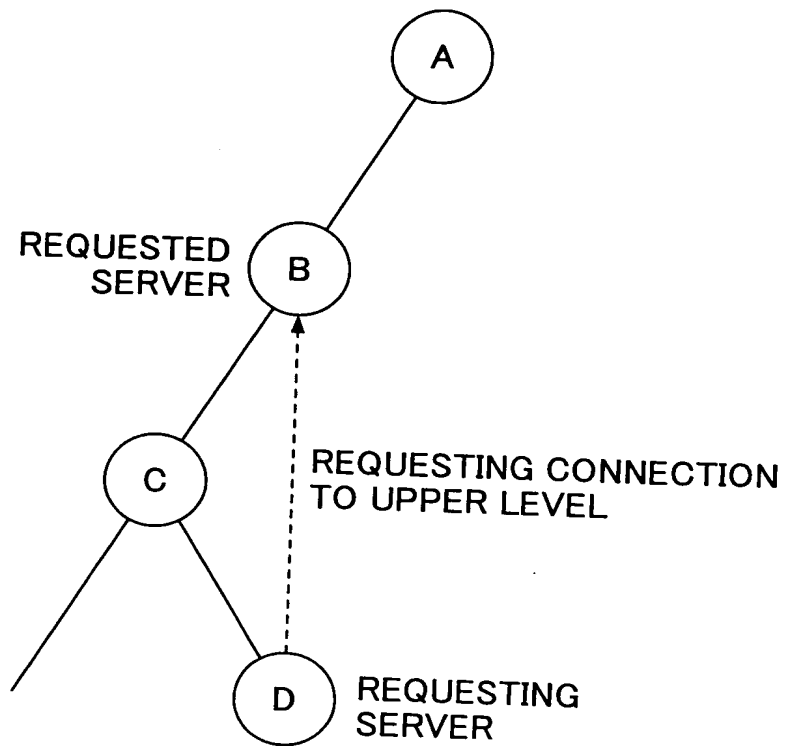 A
REQUESTED
SERVER
B
C
REQUESTING CONNECTION
TO UPPER LEVEL
D
REQUESTING
SERVER